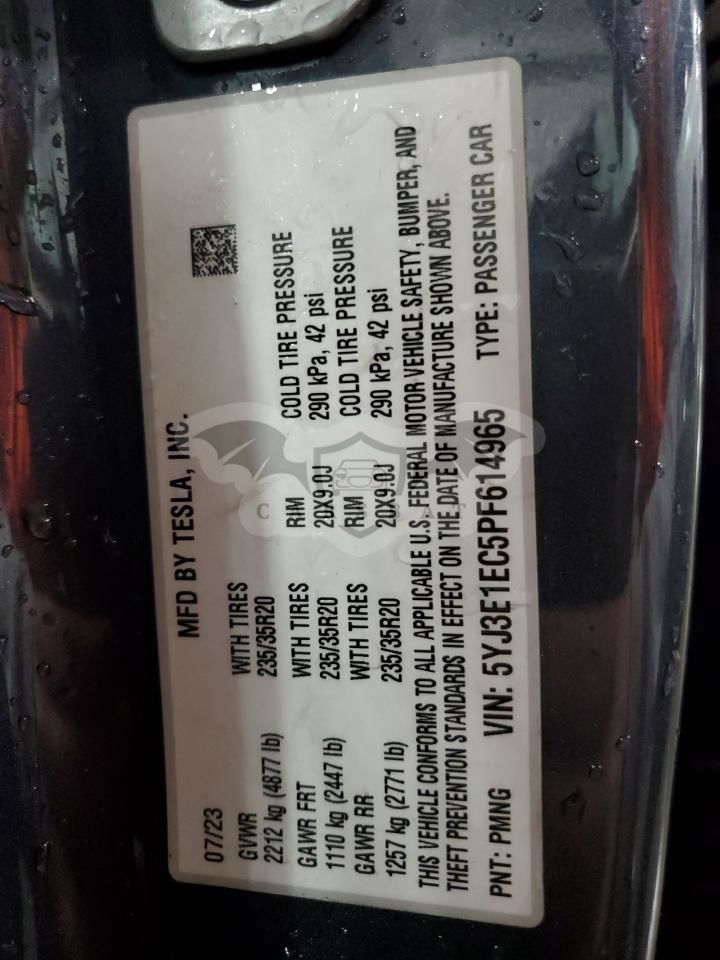 MFD BY TESLA, INC.
07/23
GVWR WITH TIRES RIM COLD TIRE PRESSURE
2212 kg (4877 lb) 235/35R20 20X9.0J 290 kPa, 42 psi
GAWR FRT WITH TIRES RIM COLD TIRE PRESSURE
1110 kg (2447 lb) 235/35R20 20X9.0J 290 kPa, 42 psi
GAWR RR WITH TIRES
1257 kg (2771 lb) 235/35R20
THIS VEHICLE CONFORMS TO ALL APPLICABLE U.S. FEDERAL MOTOR VEHICLE SAFETY, BUMPER, AND
THEFT PREVENTION STANDARDS IN EFFECT ON THE DATE OF MANUFACTURE SHOWN ABOVE.
PNT: PMNG VIN: 5YJ3E1EC5PF614965 TYPE: PASSENGER CAR